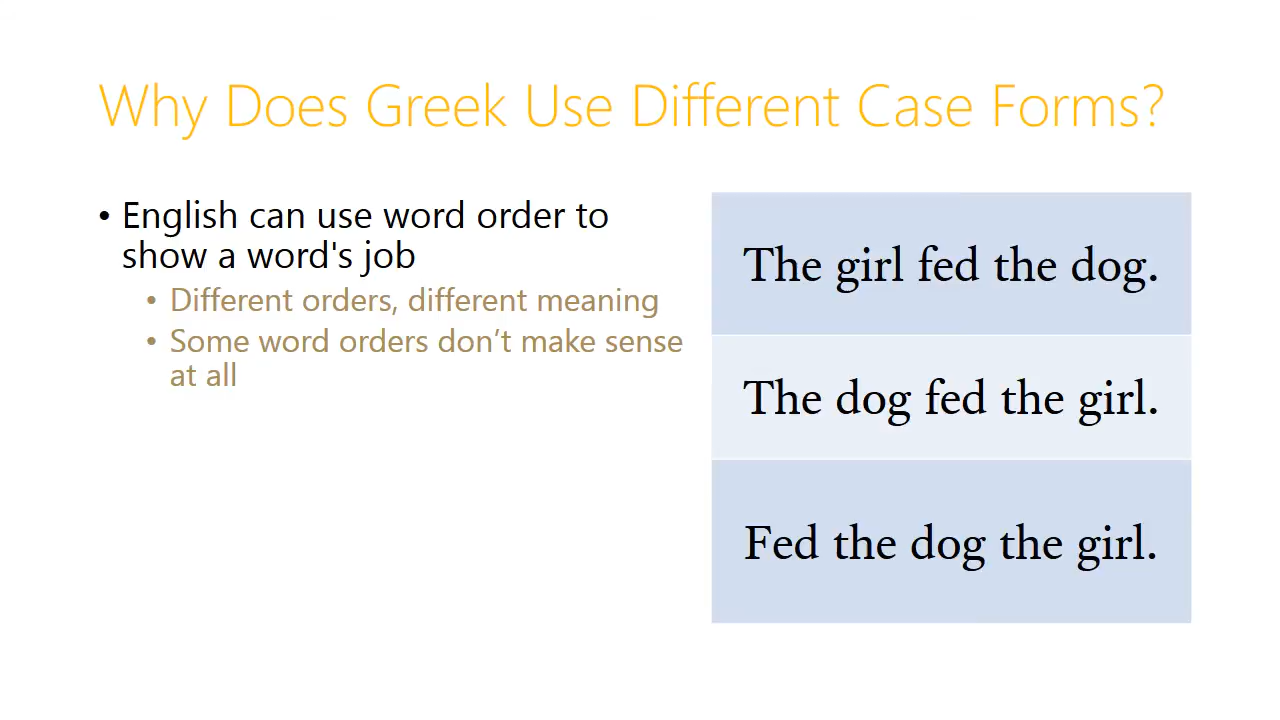 Why Does Greek Use Different Case Forms?
• English can use word order to
show a word's job
• Different orders, different meaning
• Some word orders don’t make sense
at all
The girl fed the dog.
The dog fed the girl.
Fed the dog the girl.